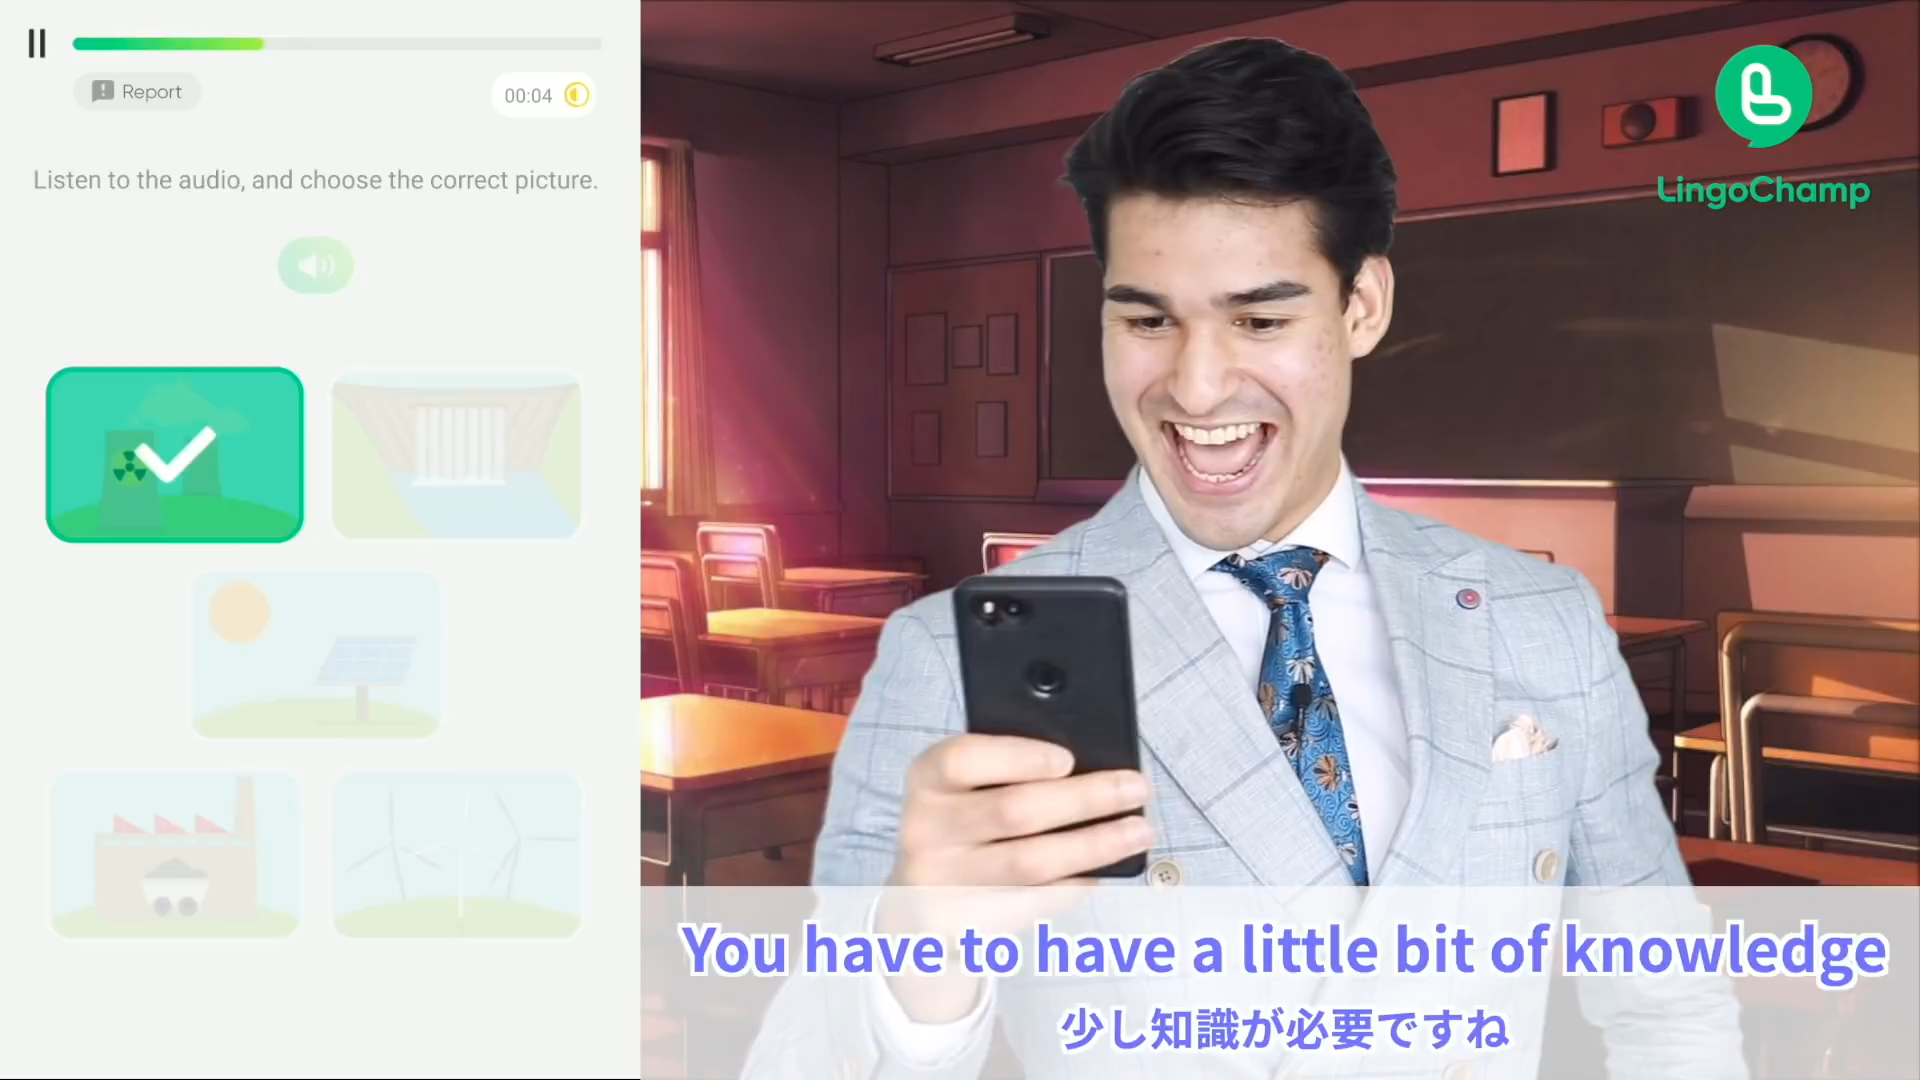 Report
00:04
Listen to the audio, and choose the correct picture.
LingoChamp
You have to have a little bit of knowledge
少し知識が必要ですね